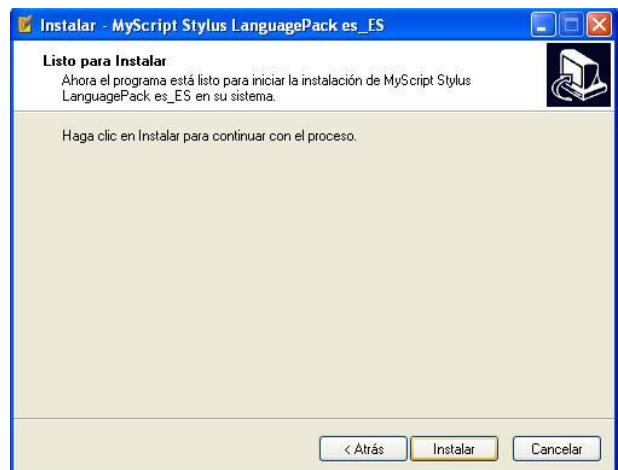 Instalar - MyScript Stylus LanguagePack es_ES
Listo para Instalar
Ahora el programa está listo para iniciar la instalación de MyScript Stylus
LanguagePack es_ES en su sistema.
Haga clic en Instalar para continuar con el proceso.
< Atrás Instalar Cancelar